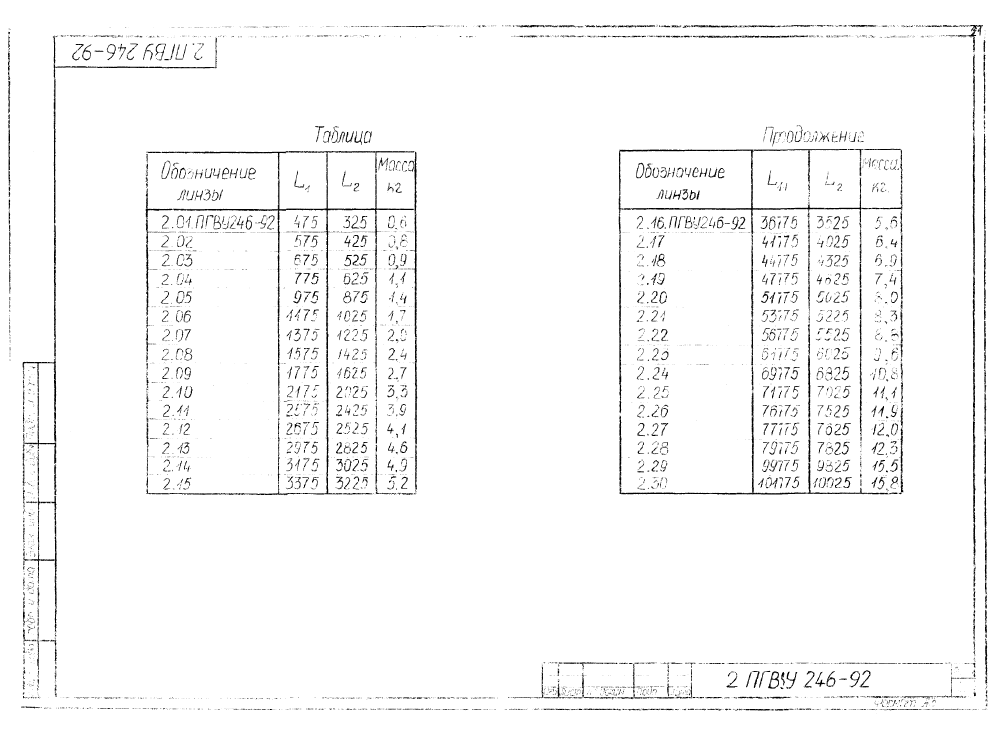 21
2. ПГВУ 246-92
Таблица
Обозначение линзы | L1 | L2 | Масса кг
2.01.ПГВУ246-92 | 475 | 325 | 0,6
2.02 | 575 | 425 | 0,8
2.03 | 675 | 525 | 0,9
2.04 | 775 | 625 | 1,1
2.05 | 975 | 875 | 1,4
2.06 | 1175 | 1025 | 1,7
2.07 | 1375 | 1225 | 2,0
2.08 | 1575 | 1425 | 2,4
2.09 | 1775 | 1625 | 2,7
2.10 | 2175 | 2025 | 3,3
2.11 | 2575 | 2425 | 3,9
2.12 | 2675 | 2525 | 4,1
2.13 | 2975 | 2825 | 4,6
2.14 | 3175 | 3025 | 4,9
2.15 | 3375 | 3225 | 5,2
Продолжение
Обозначение линзы | L1 | L2 | Масса кг.
2.16.ПГВУ246-92 | 36775 | 3525 | 5,6
2.17 | 41775 | 4025 | 6,4
2.18 | 44775 | 4325 | 6,9
2.19 | 47775 | 4625 | 7,4
2.20 | 51775 | 5025 | 8,0
2.21 | 53775 | 5225 | 8,3
2.22 | 56775 | 5525 | 8,8
2.23 | 61775 | 6025 | 9,6
2.24 | 69775 | 6825 | 10,8
2.25 | 71775 | 7025 | 11,1
2.26 | 76775 | 7525 | 11,9
2.27 | 77775 | 7625 | 12,0
2.28 | 79775 | 7825 | 12,3
2.29 | 99775 | 9825 | 15,5
2.30 | 101775 | 10025 | 15,8
2 ПГВУ 246-92